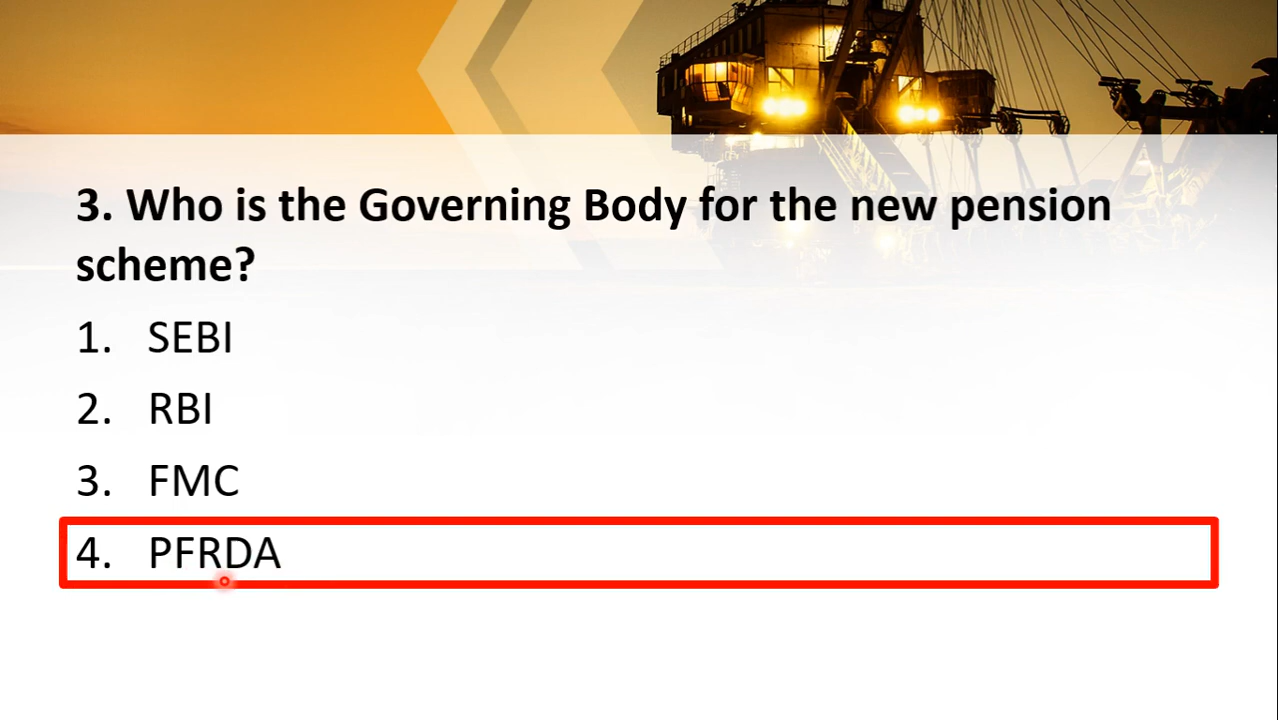 3. Who is the Governing Body for the new pension
scheme?
1. SEBI
2. RBI
3. FMC
4. PFRDA